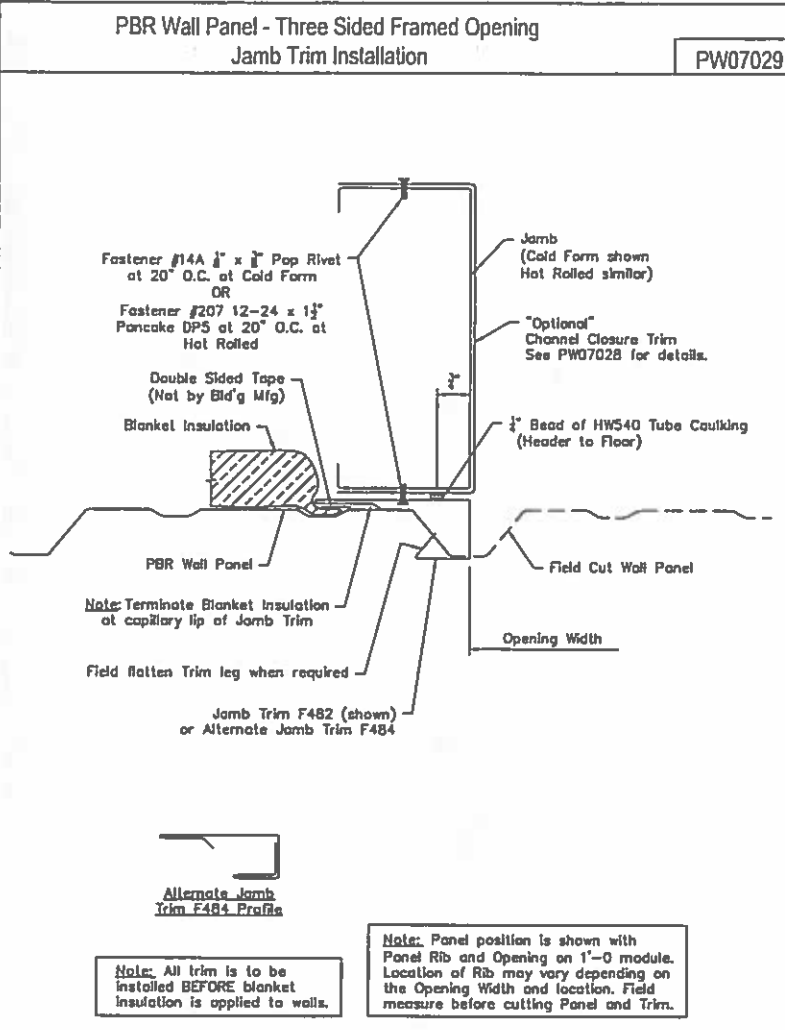 PBR Wall Panel - Three Sided Framed Opening
Jamb Trim Installation
PW07029
Fastener #14A x Pop Rivet
at 20" O.C. at Cold Form
OR
Fastener #207 12-24 x
Pancake DP5 at 20" O.C. at
Hot Rolled
Double Sided Tape
(Not by Bld'g Mfg)
Blanket Insulation
Jamb
(Cold Form shown
Hot Rolled similar)
"Optional"
Channel Closure Trim
See PW07028 for details.
Bead of HW540 Tube Caulking
(Header to Floor)
PBR Wall Panel
Field Cut Wall Panel
Note: Terminate Blanket Insulation
at capillary lip of Jamb Trim
Opening Width
Field flatten Trim leg when required
Jamb Trim F482 (shown)
or Alternate Jamb Trim F484
Alternate Jamb
Trim F484 Profile
Note: All trim is to be
installed BEFORE blanket
insulation is applied to walls.
Note: Panel position is shown with
Panel Rib and Opening on 1'-0 module.
Location of Rib may vary depending on
the Opening Width and location. Field
measure before cutting Panel and Trim.